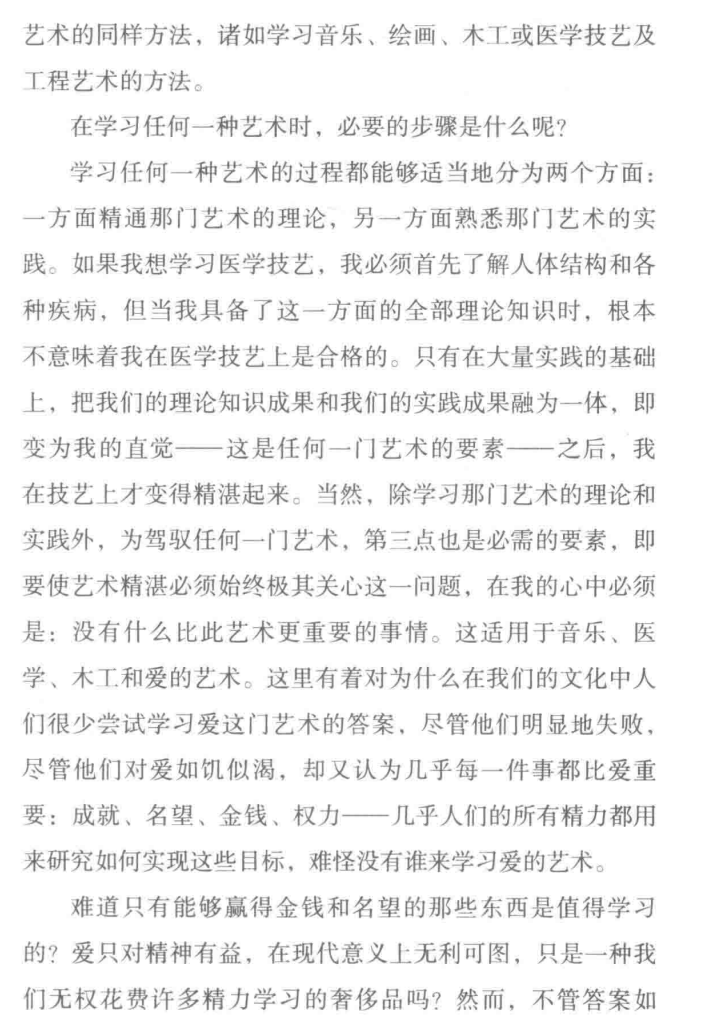 艺术的同样方法，诸如学习音乐、绘画、木工或医学技艺及
工程艺术的方法。
在学习任何一种艺术时，必要的步骤是什么呢？
学习任何一种艺术的过程都能够适当地分为两个方面：
一方面精通那门艺术的理论，另一方面熟悉那门艺术的实
践。如果我想学习医学技艺，我必须首先了解人体结构和各
种疾病，但当我具备了这一方面的全部理论知识时，根本
不意味着我在医学技艺上是合格的。只有在大量实践的基础
上，把我们的理论知识成果和我们的实践成果融为一体，即
变为我的直觉——这是任何一门艺术的要素——之后，我
在技艺上才变得精湛起来。当然，除学习那门艺术的理论和
实践外，为驾驭任何一门艺术，第三点也是必需的要素，即
要使艺术精湛必须始终极其关心这一问题，在我的心中必须
是：没有什么比此艺术更重要的事情。这适用于音乐、医
学、木工和爱的艺术。这里有着对为什么在我们的文化中人
们很少尝试学习爱这门艺术的答案，尽管他们明显地失败，
尽管他们对爱如饥似渴，却又认为几乎每一件事都比爱重
要：成就、名望、金钱、权力——几乎人们的所有精力都用
来研究如何实现这些目标，难怪没有谁来学习爱的艺术。
难道只有能够赢得金钱和名望的那些东西是值得学习
的？爱只对精神有益，在现代意义上无利可图，只是一种我
们无权花费许多精力学习的奢侈品吗？然而，不管答案如